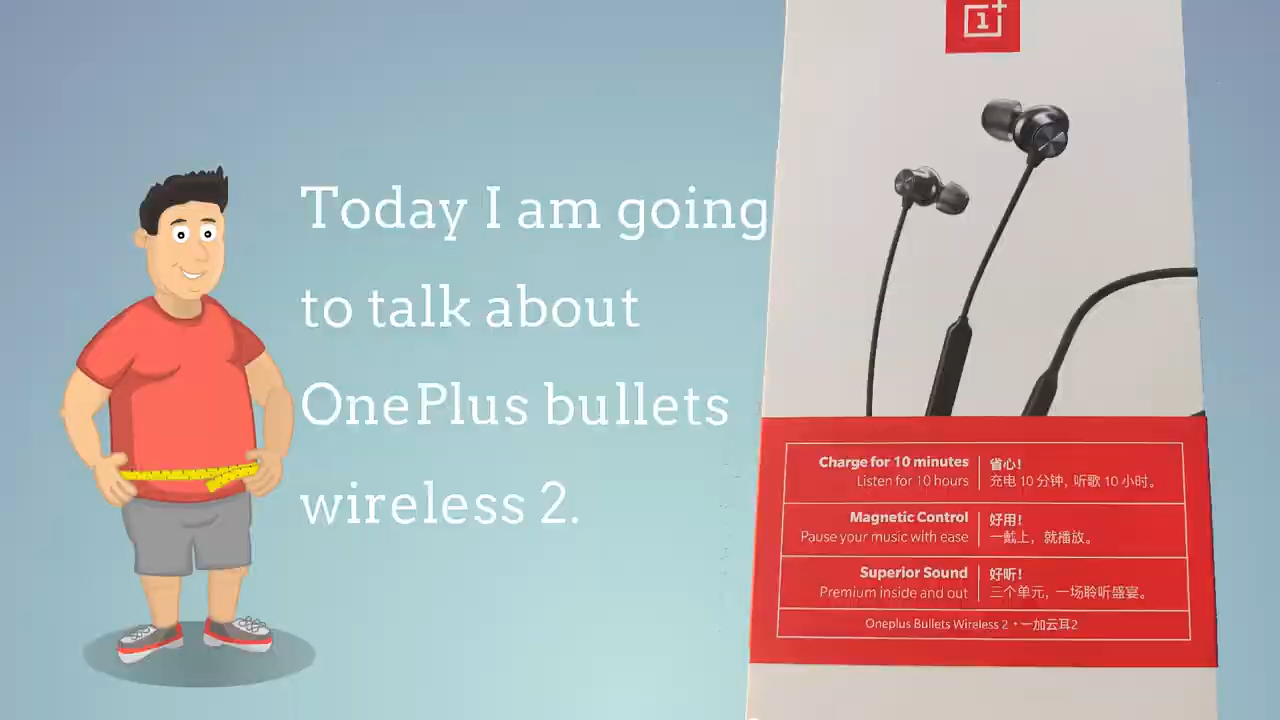 Today I am going
to talk about
OnePlus bullets
wireless 2.
1+
Charge for 10 minutes
Listen for 10 hours
省心!
充电 10 分钟, 听歌 10 小时。
Magnetic Control
Pause your music with ease
好用!
一戴上, 就播放。
Superior Sound
Premium inside and out
好听!
三个单元, 一场聆听盛宴。
Oneplus Bullets Wireless 2 • 一加云耳2